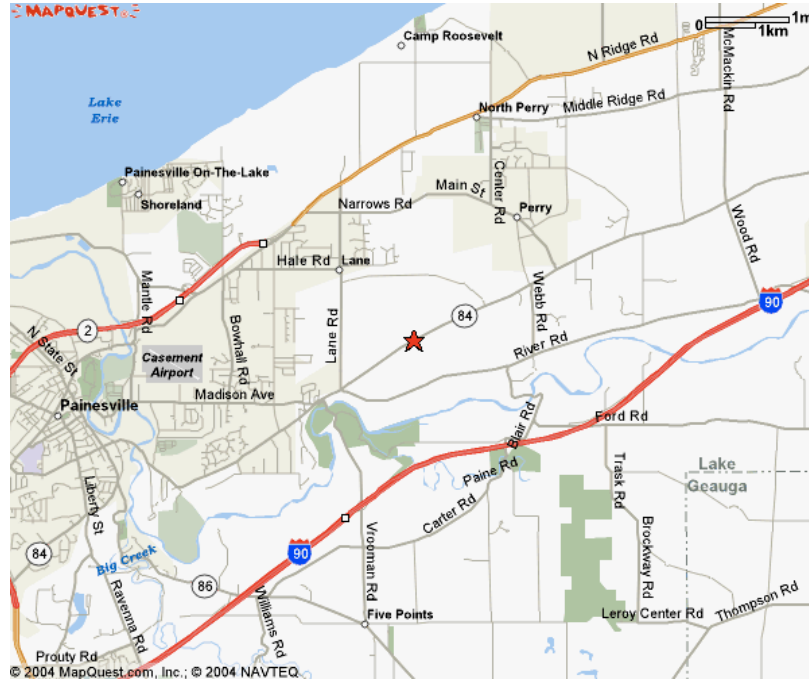 MAPQUEST
0 1m
1km
Camp Roosevelt
N Ridge Rd
McMackin Rd
Lake
Erie
North Perry
Middle Ridge Rd
Painesville On-The-Lake
Shoreland
Main St
Center Rd
Narrows Rd
Perry
Wood Rd
Hale Rd
Lane
Mantle Rd
Webb Rd
90
84
2
N State St
Bowhall Rd
Lane Rd
River Rd
Casement
Airport
Madison Ave
Painesville
Blair Rd
Ford Rd
Paine Rd
Trask Rd
Lake
Geauga
Liberty St
Carter Rd
Vrooman Rd
Brockway Rd
84
Big Creek
90
86
Ravenna Rd
Williams Rd
Five Points
Leroy Center Rd
Thompson Rd
Prouty Rd
© 2004 MapQuest.com, Inc.; © 2004 NAVTEQ